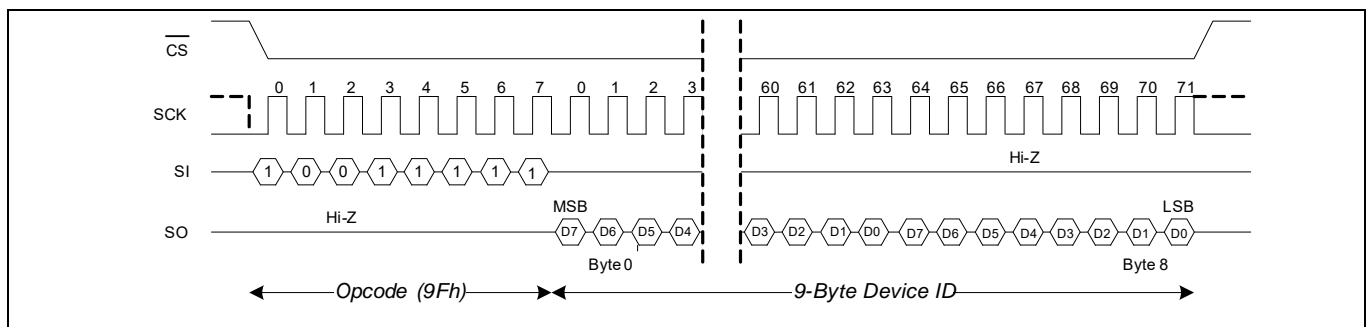 CS
0 1 2 3 4 5 6 7 0 1 2 3 60 61 62 63 64 65 66 67 68 69 70 71
SCK
Hi-Z
SI 1 0 0 1 1 1 1 1
Hi-Z MSB LSB
SO D7 D6 D5 D4 D3 D2 D1 D0 D7 D6 D5 D4 D3 D2 D1 D0
Byte 0 Byte 8
Opcode (9Fh) 9-Byte Device ID